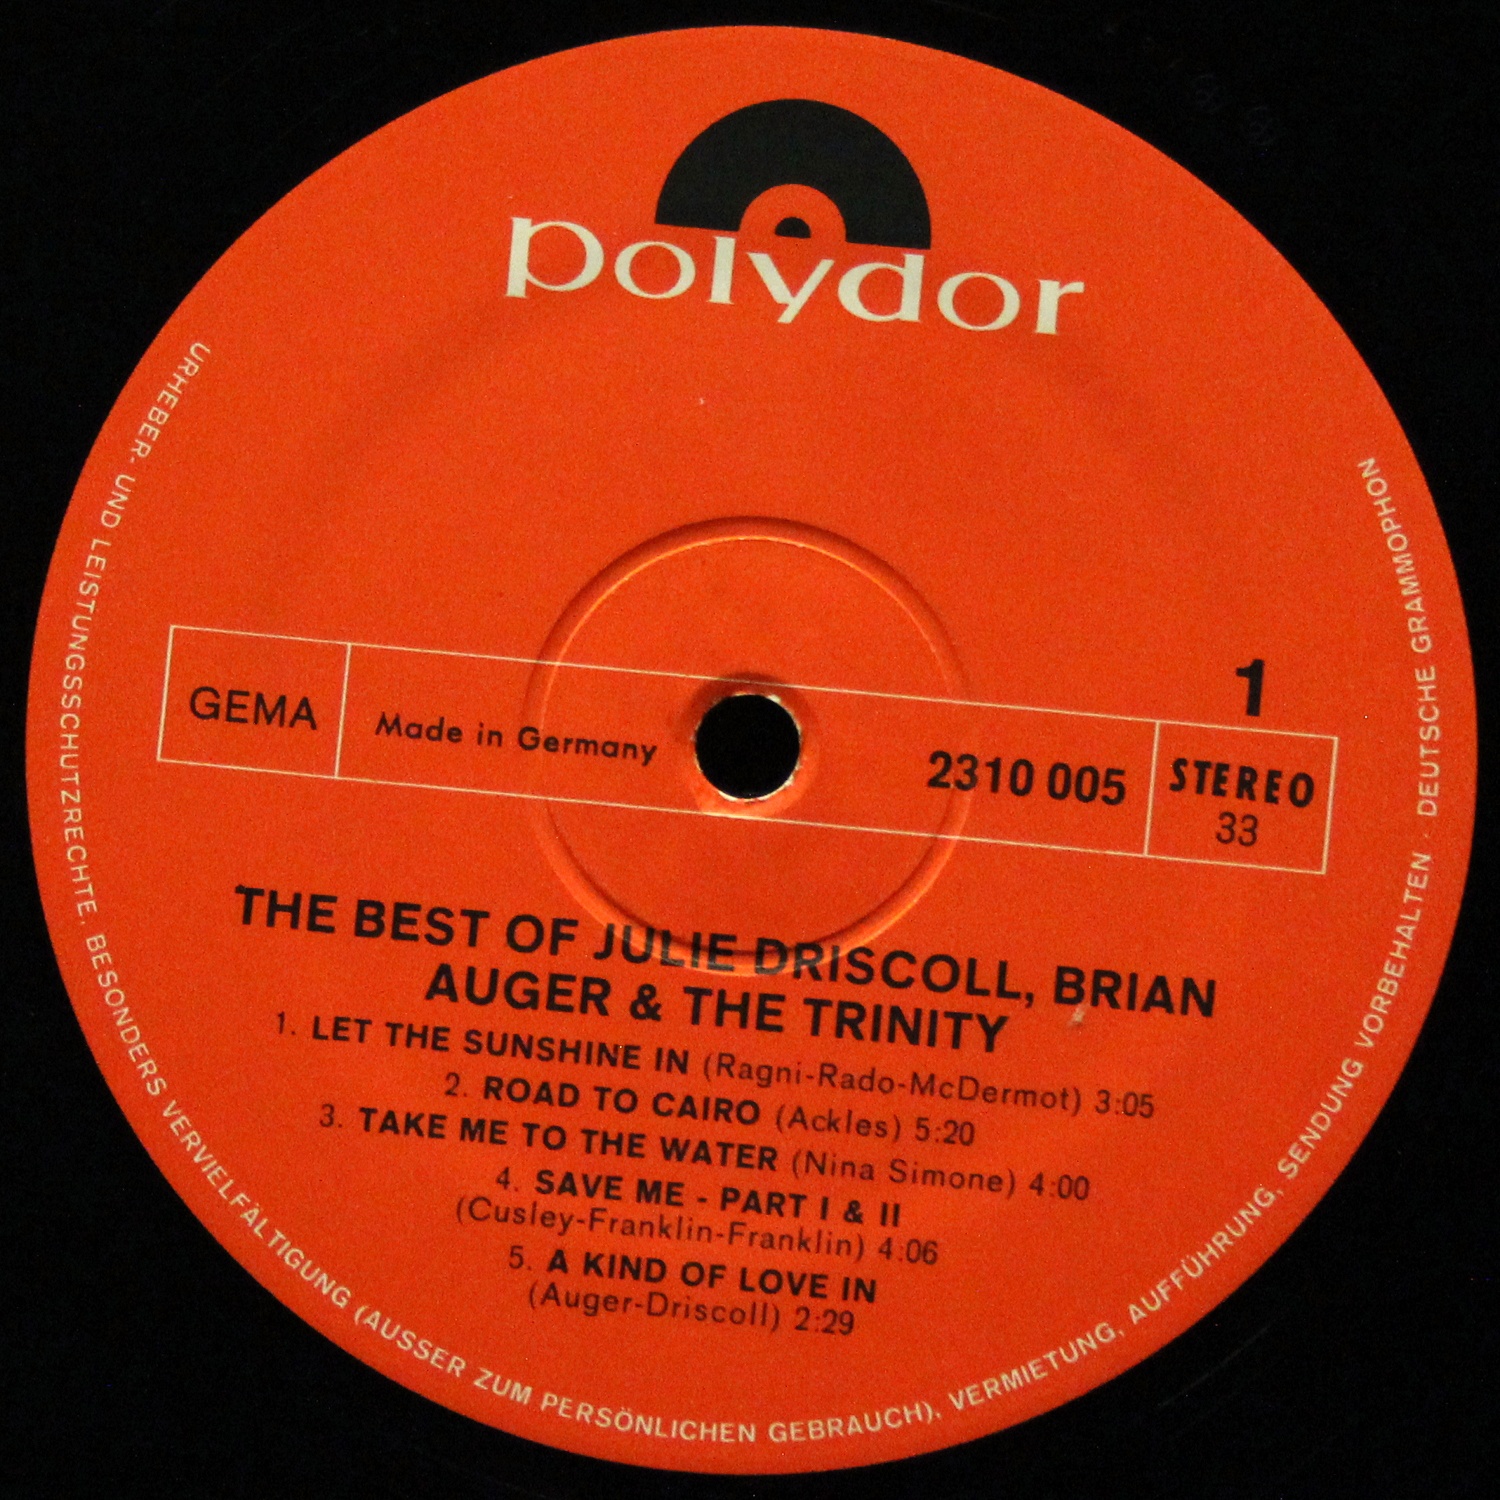 polydor
1
GEMA
Made in Germany
2310 005
STEREO
33
THE BEST OF JULIE DRISCOLL, BRIAN
AUGER & THE TRINITY
1. LET THE SUNSHINE IN (Ragni-Rado-McDermot) 3:05
2. ROAD TO CAIRO (Ackles) 5:20
3. TAKE ME TO THE WATER (Nina Simone) 4:00
4. SAVE ME - PART I & II
(Cusley-Franklin-Franklin) 4:06
5. A KIND OF LOVE IN
(Auger-Driscoll) 2:29
URHEBER- UND LEISTUNGSSCHUTZRECHTE, BESONDERS VERVIELFÄLTIGUNG (AUSSER ZUM PERSÖNLICHEN GEBRAUCH), VERMIETUNG, AUFFÜHRUNG, SENDUNG VORBEHALTEN · DEUTSCHE GRAMMOPHON